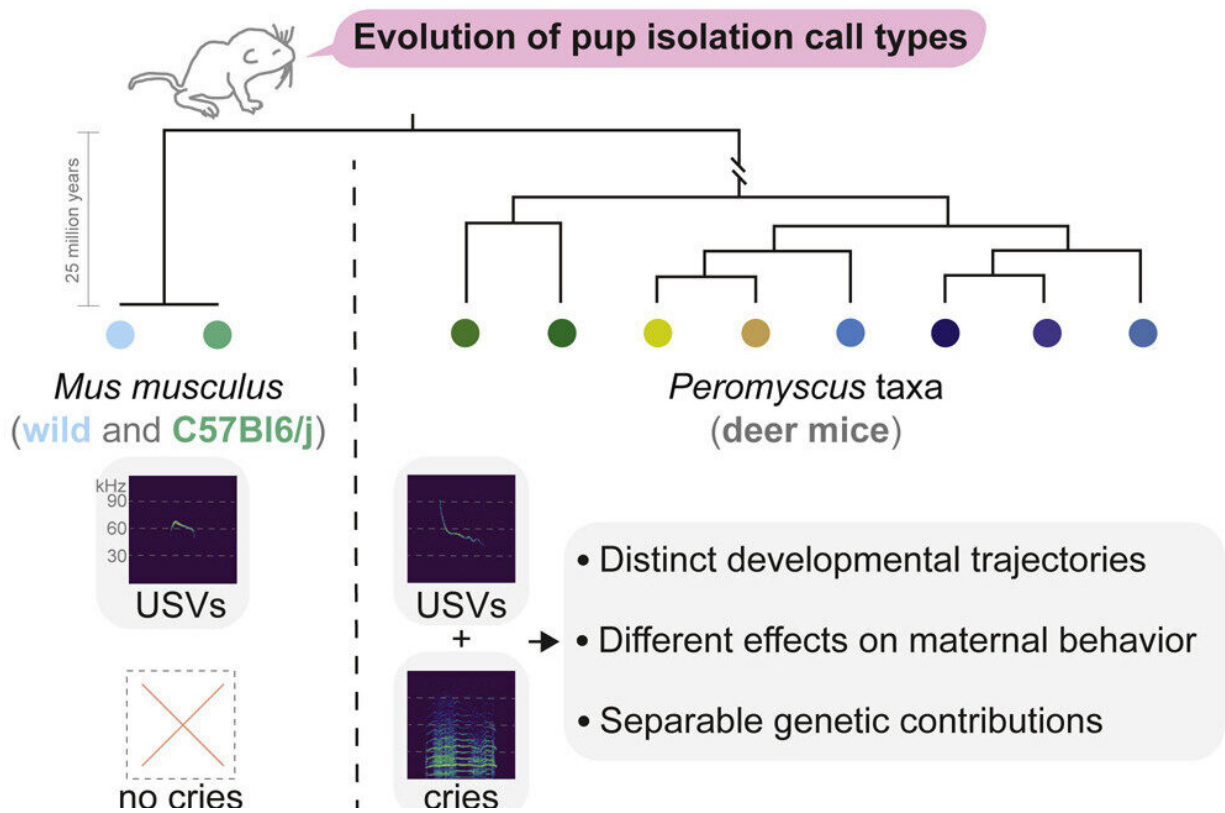 Evolution of pup isolation call types
25 million years
Mus musculus
(wild and C57Bl6/j)
Peromyscus taxa
(deer mice)
kHz
90
60
30
USVs
no cries
USVs
+
cries
• Distinct developmental trajectories
• Different effects on maternal behavior
• Separable genetic contributions